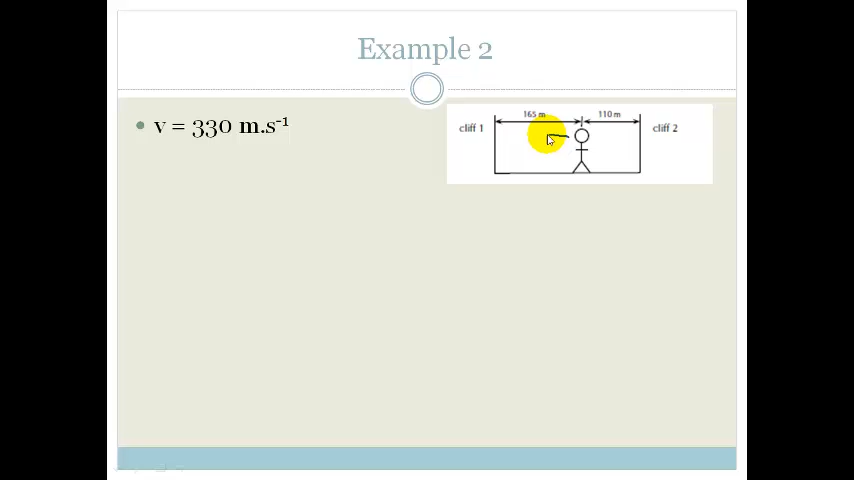 Example 2
v = 330 m.s⁻¹
165 m 110 m
cliff 1 cliff 2